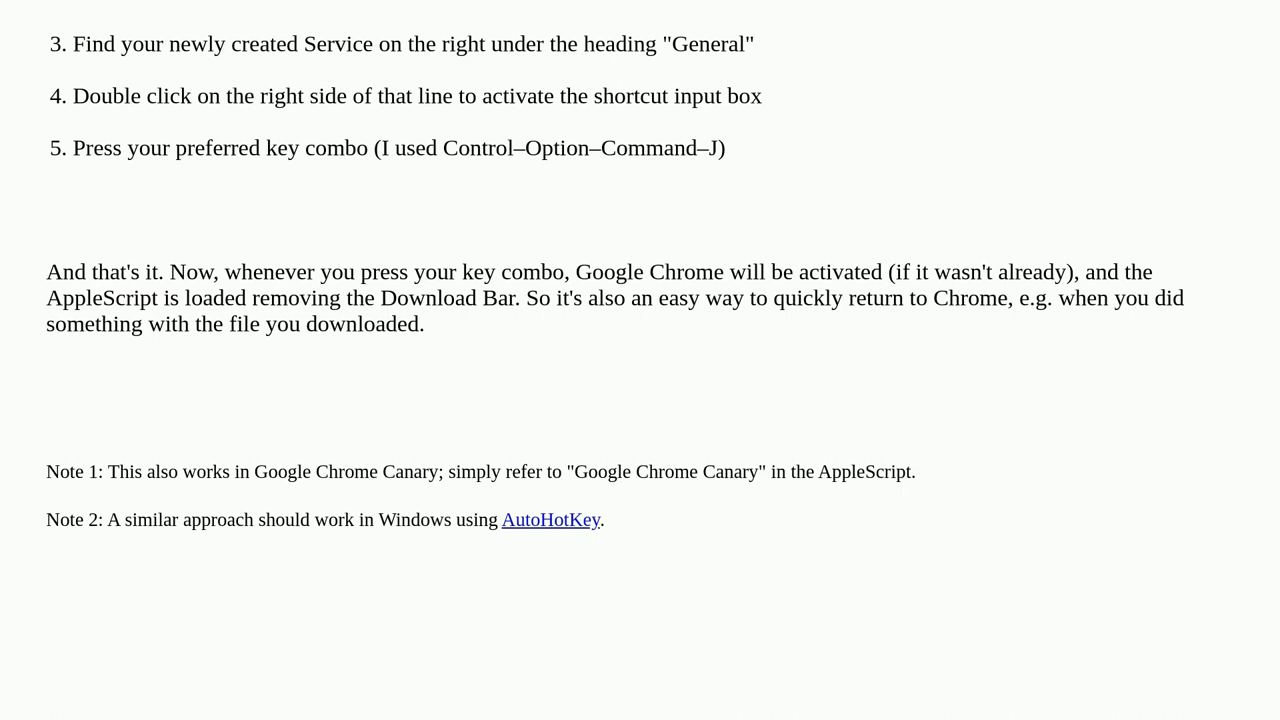 3. Find your newly created Service on the right under the heading "General"
4. Double click on the right side of that line to activate the shortcut input box
5. Press your preferred key combo (I used Control–Option–Command–J)
And that's it. Now, whenever you press your key combo, Google Chrome will be activated (if it wasn't already), and the
AppleScript is loaded removing the Download Bar. So it's also an easy way to quickly return to Chrome, e.g. when you did
something with the file you downloaded.
Note 1: This also works in Google Chrome Canary; simply refer to "Google Chrome Canary" in the AppleScript.
Note 2: A similar approach should work in Windows using AutoHotKey.